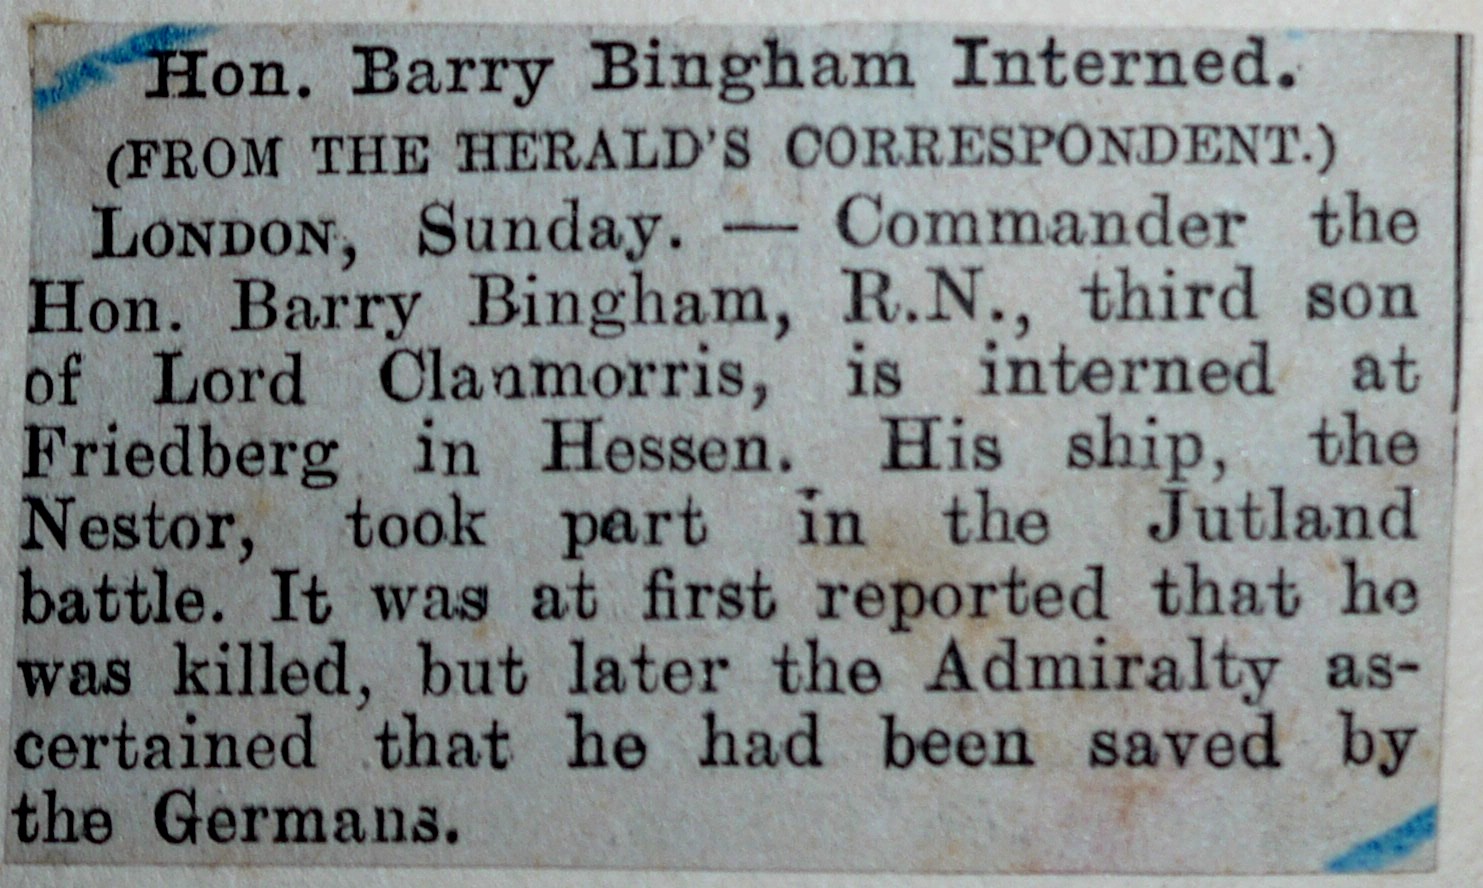 Hon. Barry Bingham Interned.
(FROM THE HERALD'S CORRESPONDENT.)
LONDON, Sunday. — Commander the
Hon. Barry Bingham, R.N., third son
of Lord Clanmorris, is interned at
Friedberg in Hessen. His ship, the
Nestor, took part in the Jutland
battle. It was at first reported that he
was killed, but later the Admiralty as-
certained that he had been saved by
the Germans.